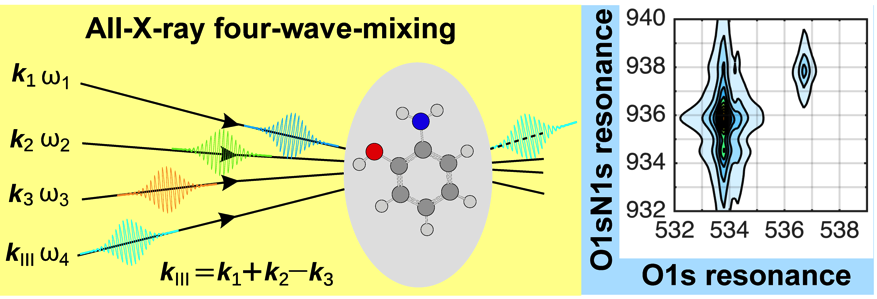 All-X-ray four-wave-mixing
k1 ω1
k2 ω2
k3 ω3
kIII ω4
kIII=k1+k2−k3
O1sN1s resonance
940
938
936
934
932
532 534 536 538
O1s resonance